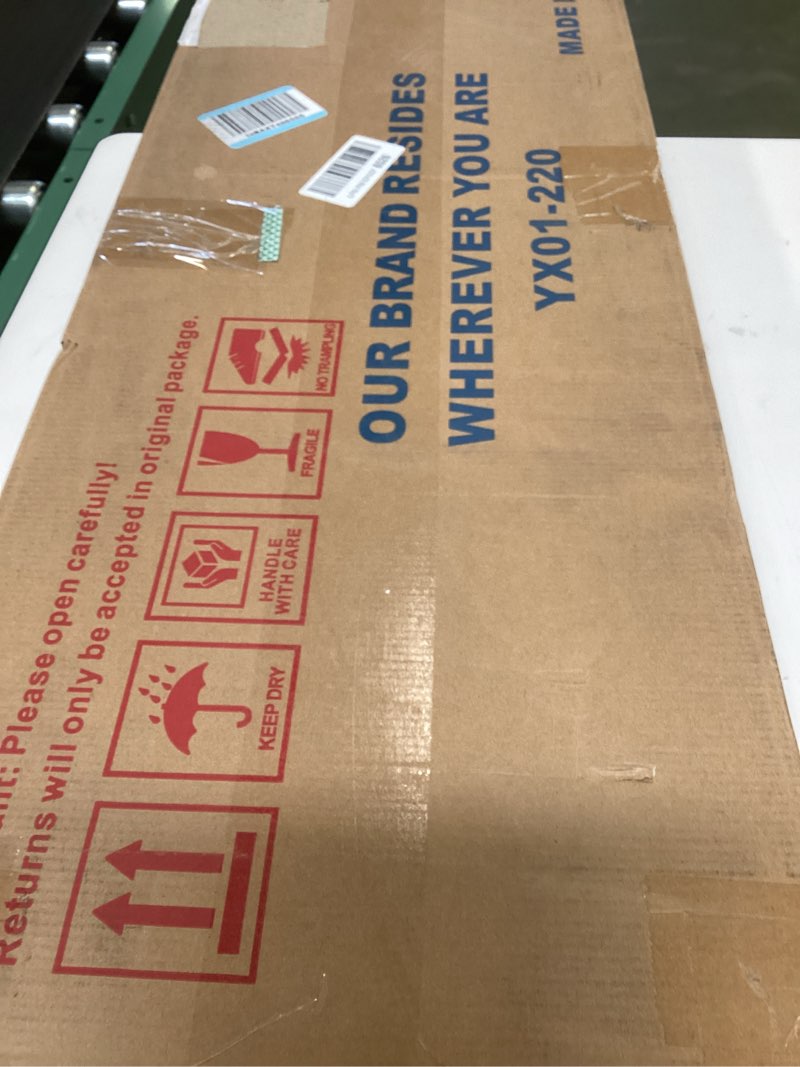 OUR BRAND RESIDES
WHEREVER YOU ARE
YX01-220
MADE
Please open carefully!
Returns will only be accepted in original package.
KEEP DRY
HANDLE
WITH CARE
FRAGILE
NO TRAMPLING